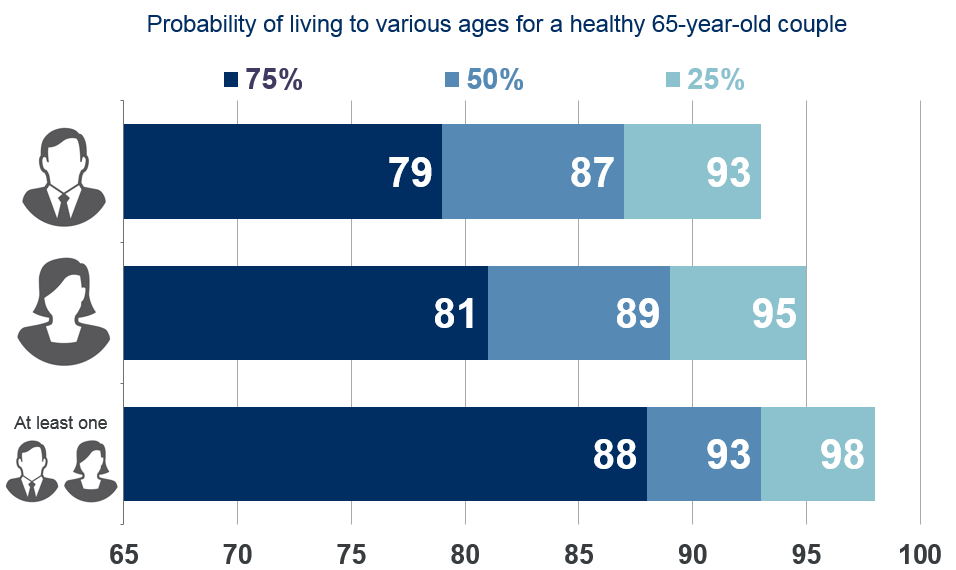 Probability of living to various ages for a healthy 65-year-old couple
75% 50% 25%
79 87 93
81 89 95
At least one
88 93 98
65 70 75 80 85 90 95 100